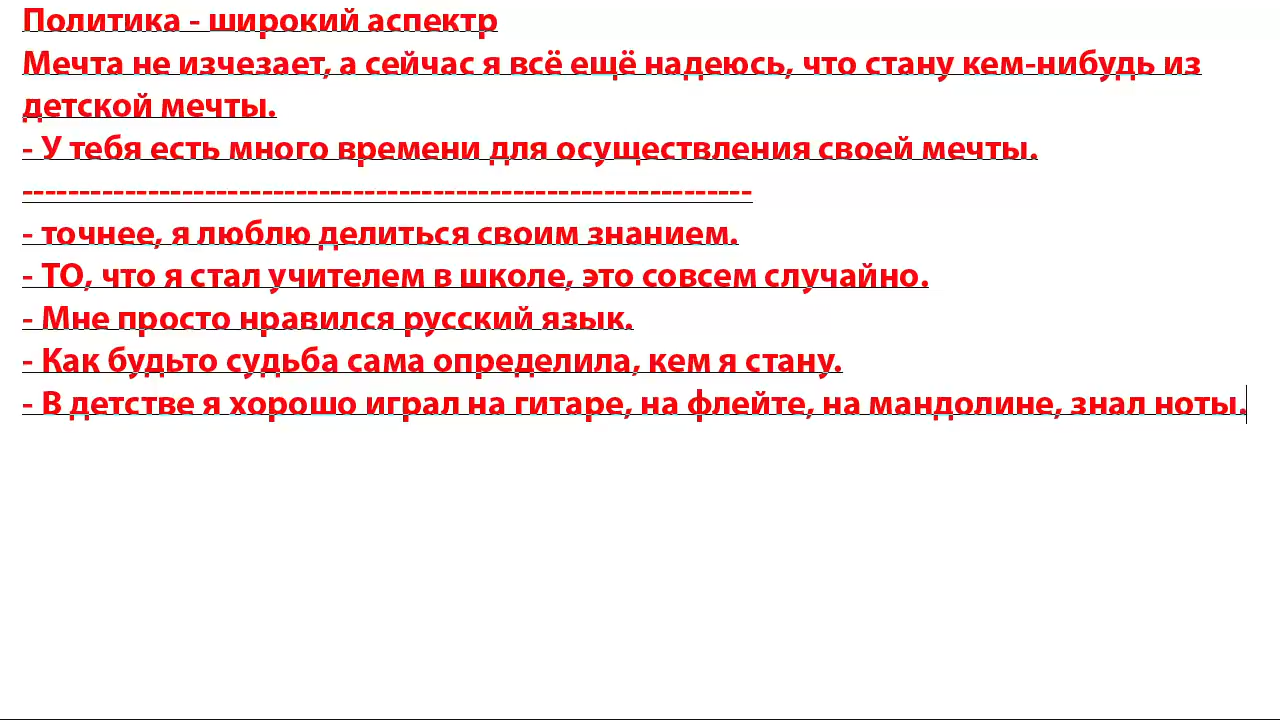 Политика - широкий аспектр
Мечта не изчезает, а сейчас я всё ещё надеюсь, что стану кем-нибудь из
детской мечты.
- У тебя есть много времени для осуществления своей мечты.
----------------------------------------------------------------
- точнее, я люблю делиться своим знанием.
- ТО, что я стал учителем в школе, это совсем случайно.
- Мне просто нравился русский язык.
- Как будьто судьба сама определила, кем я стану.
- В детстве я хорошо играл на гитаре, на флейте, на мандолине, знал ноты.